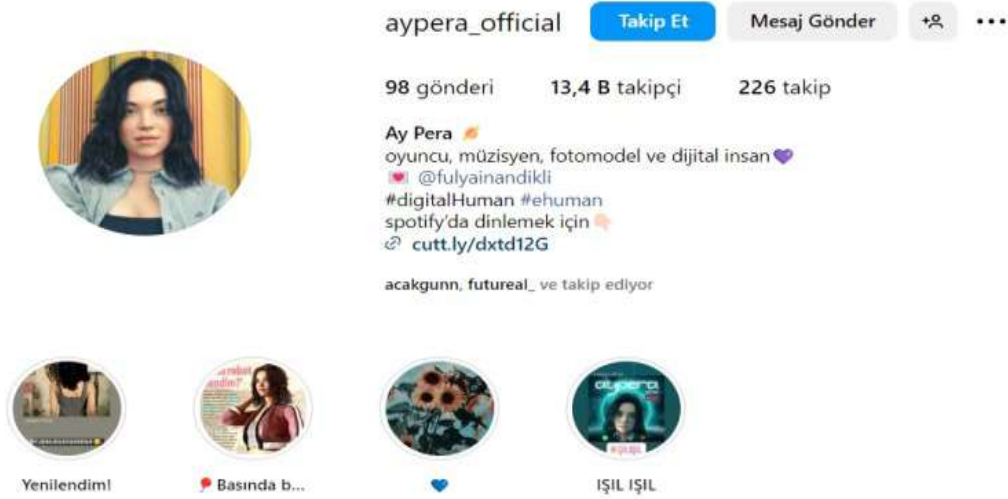 aypera_official Takip Et Mesaj Gönder
98 gönderi 13,4 B takipçi 226 takip
Ay Pera
oyuncu, müzisyen, fotomodel ve dijital insan💜
💌 @fulyainandikli
#digitalHuman #ehuman
spotify'da dinlemek için👇🏻
cutt.ly/dxtd12G
acakgunn, futureal_ ve takip ediyor
aypera
Yenilendim! 🎈Basında b... 💙 IŞIL IŞIL